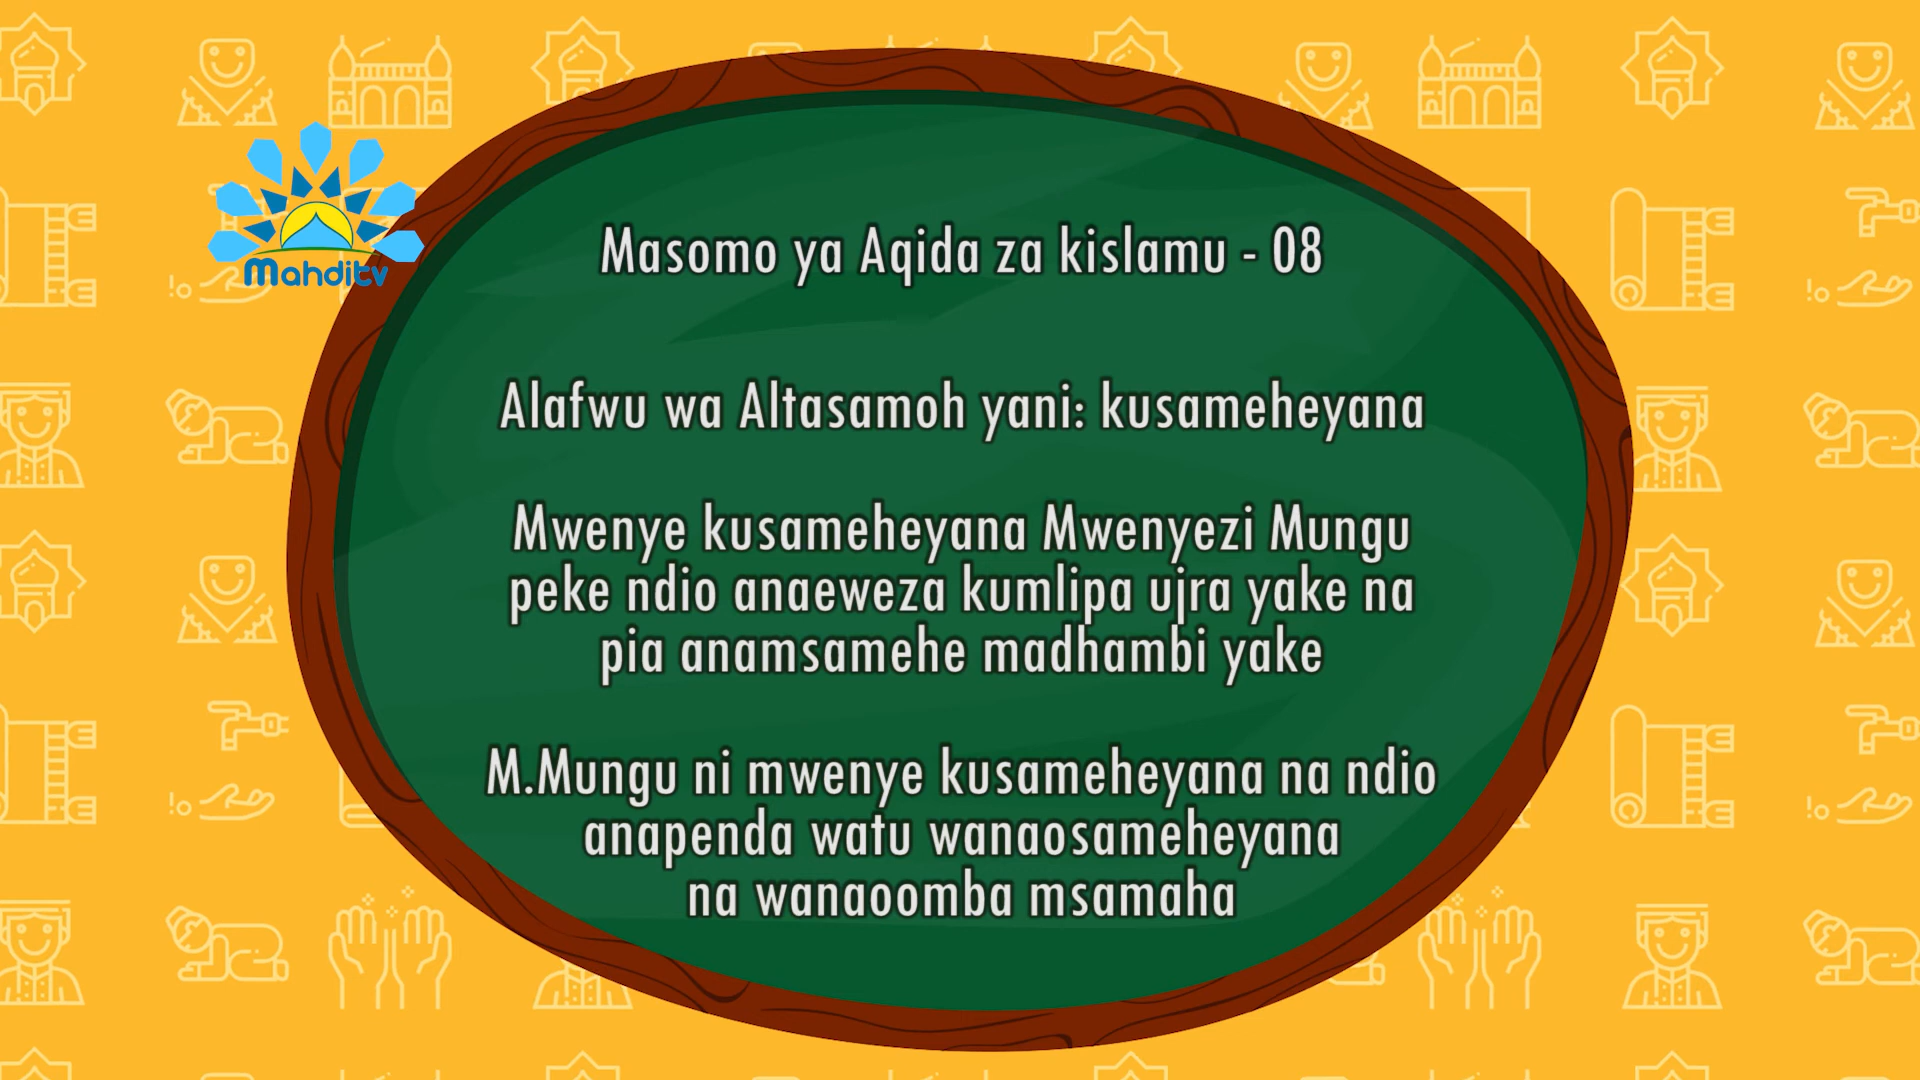 Mahditv
Masomo ya Aqida za kislamu - 08
Alafwu wa Altasamoh yani: kusameheyana
Mwenye kusameheyana Mwenyezi Mungu
peke ndio anaeweza kumlipa ujra yake na
pia anamsamehe madhambi yake
M.Mungu ni mwenye kusameheyana na ndio
anapenda watu wanaosameheyana
na wanaoomba msamaha